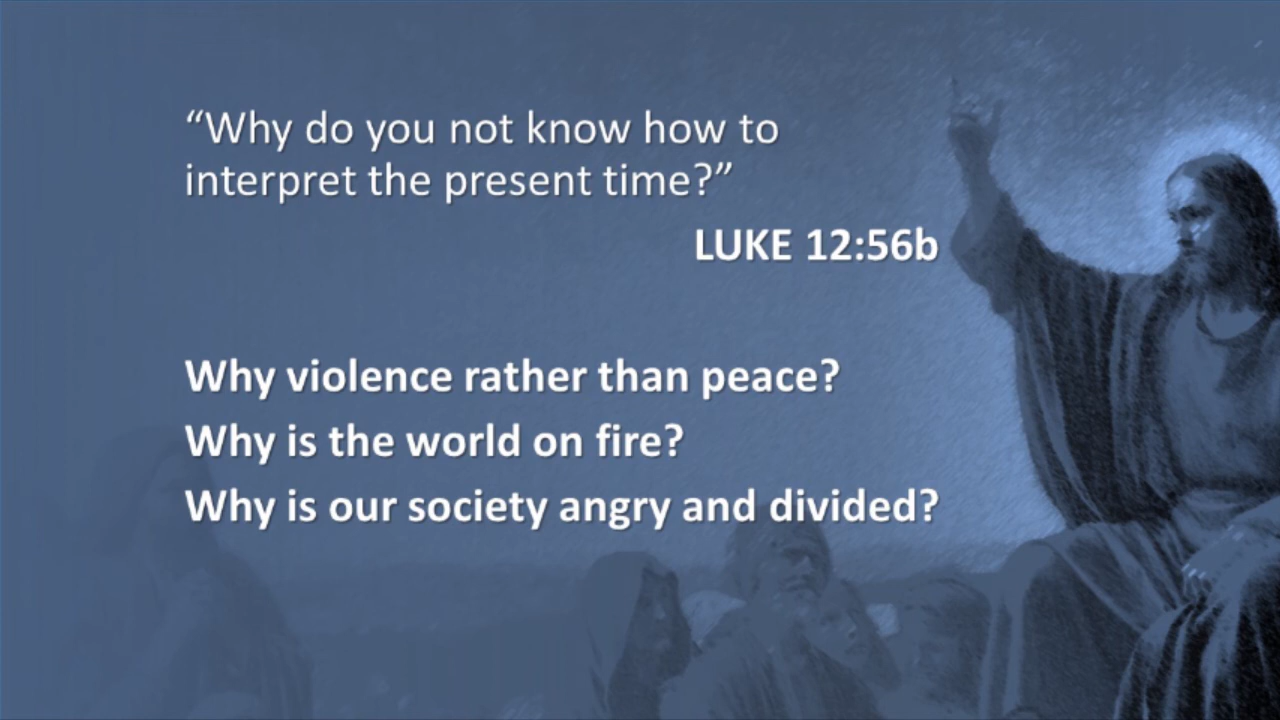 “Why do you not know how to
interpret the present time?”
LUKE 12:56b
Why violence rather than peace?
Why is the world on fire?
Why is our society angry and divided?